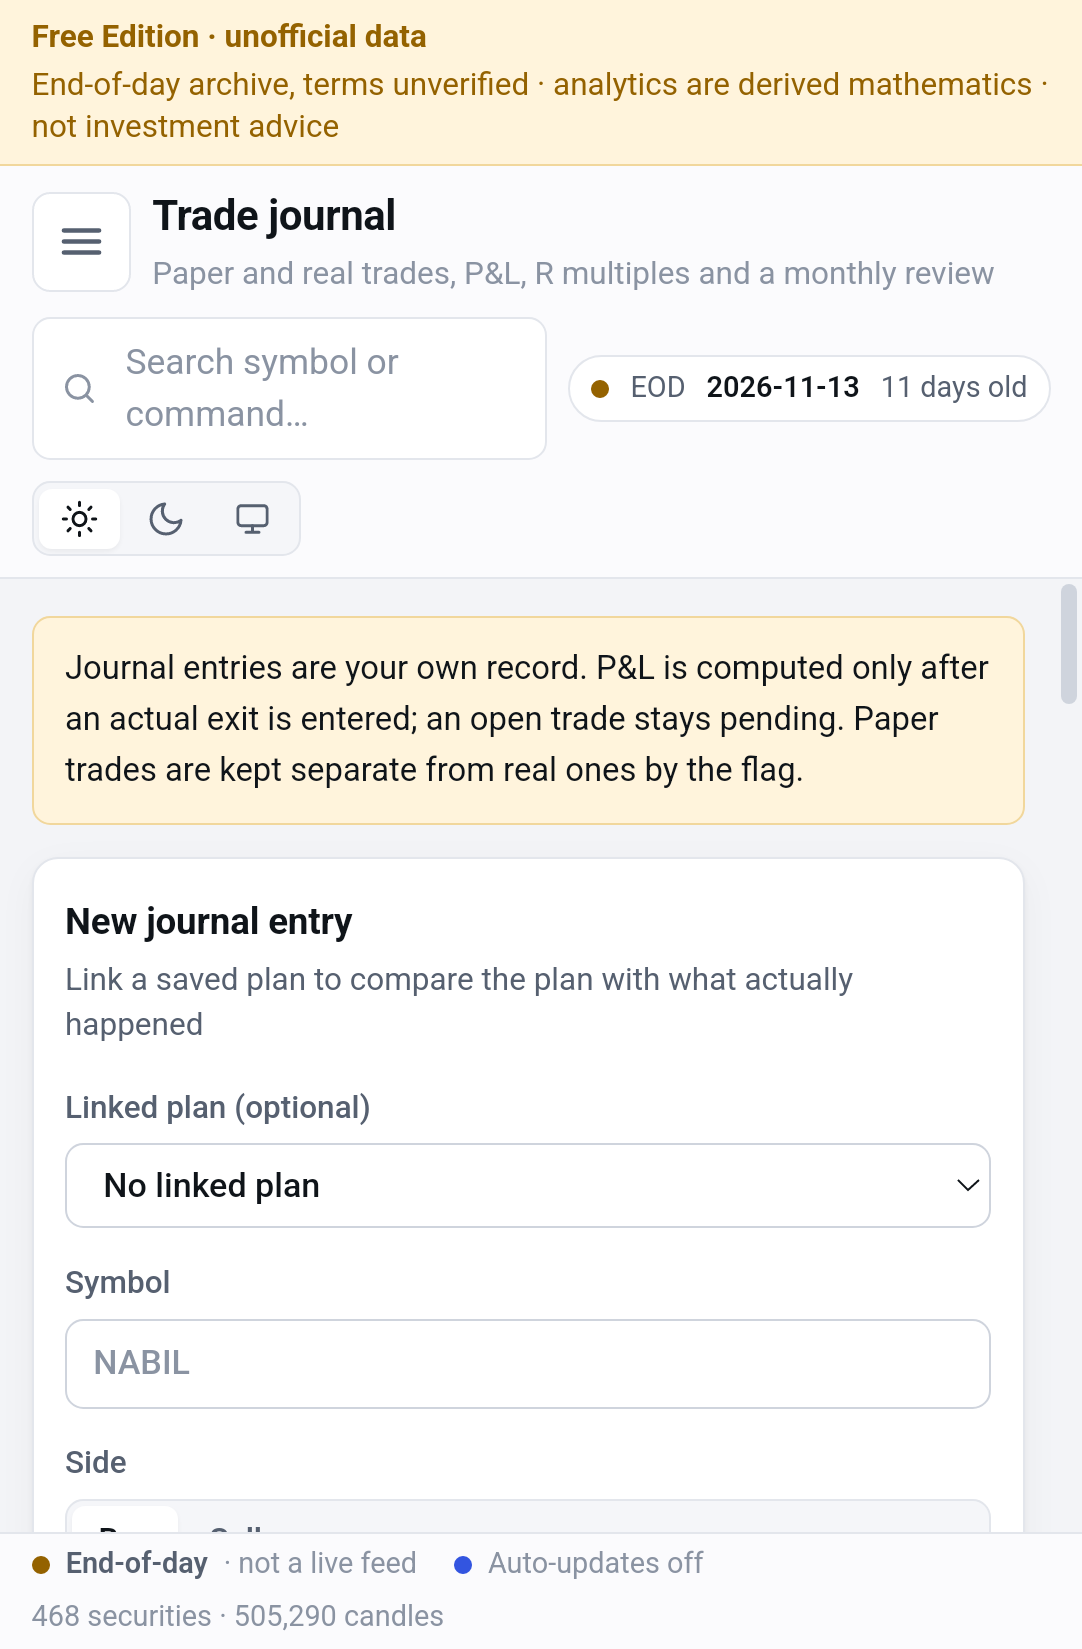 Free Edition · unofficial data
End-of-day archive, terms unverified · analytics are derived mathematics ·
not investment advice
Trade journal
Paper and real trades, P&L, R multiples and a monthly review
Search symbol or
command...
EOD 2026-11-13 11 days old
Journal entries are your own record. P&L is computed only after
an actual exit is entered; an open trade stays pending. Paper
trades are kept separate from real ones by the flag.
New journal entry
Link a saved plan to compare the plan with what actually
happened
Linked plan (optional)
No linked plan
Symbol
NABIL
Side
End-of-day · not a live feed Auto-updates off
468 securities · 505,290 candles